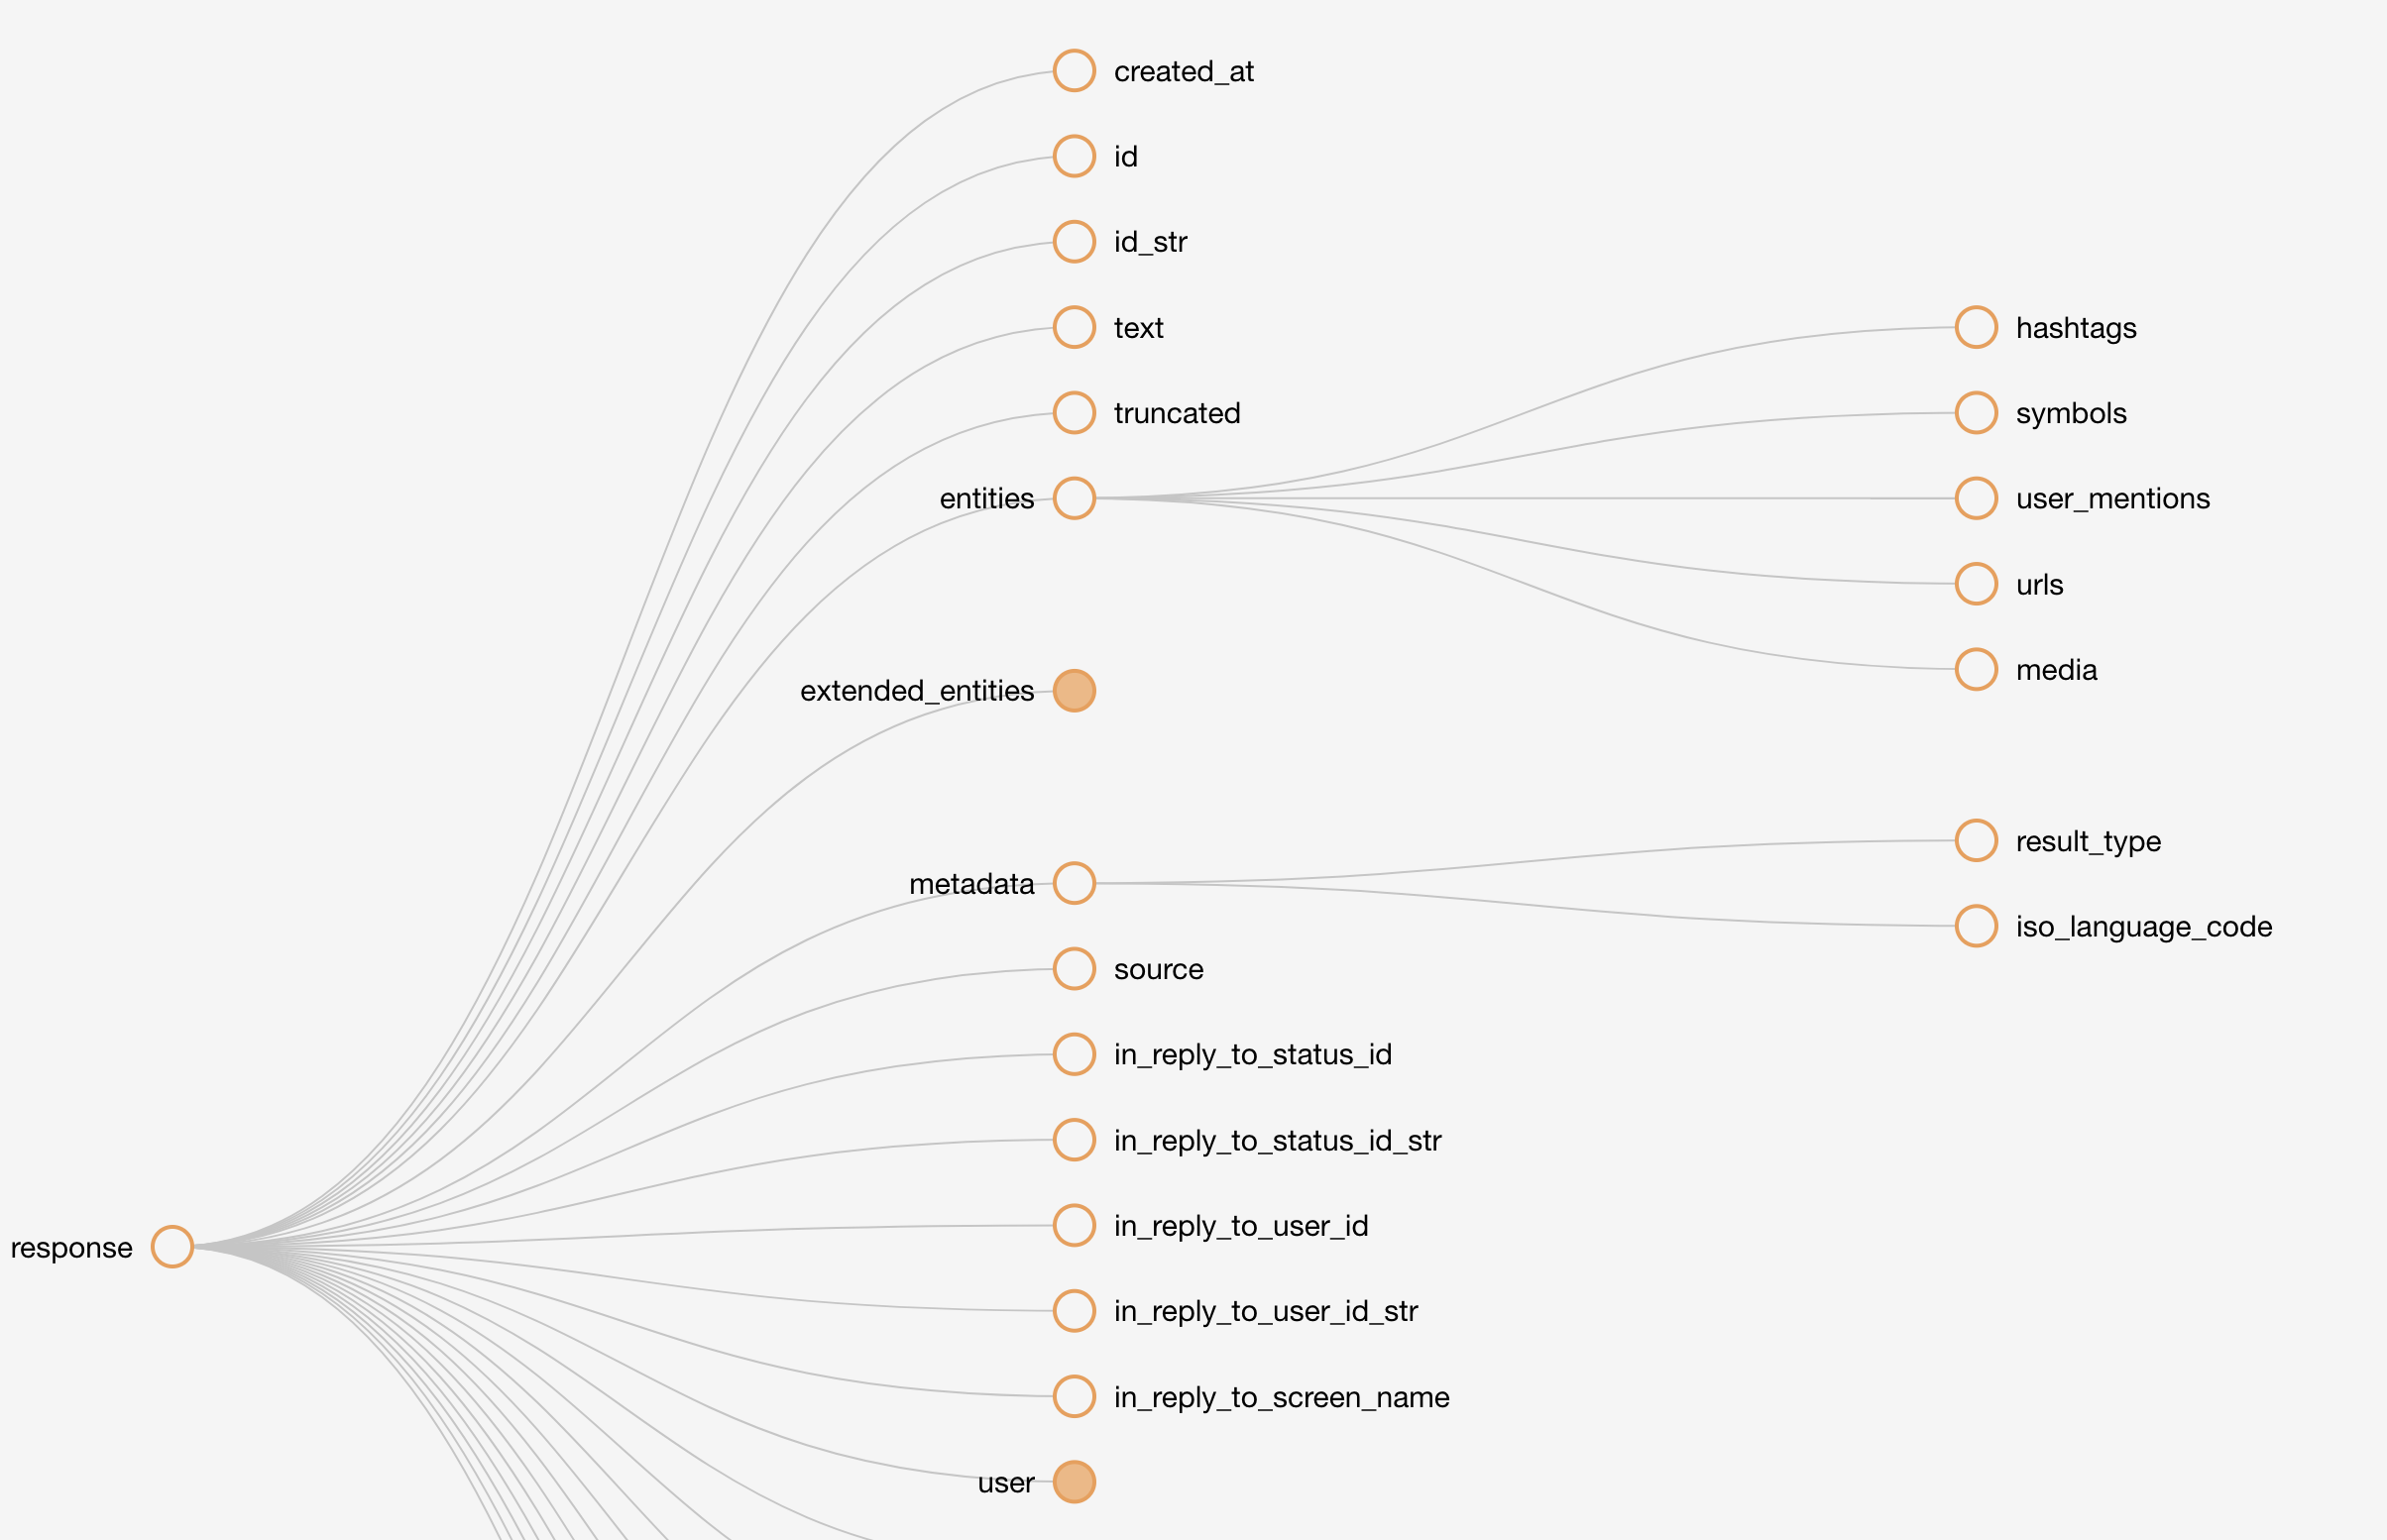 created_at
id
id_str
text
truncated
entities
hashtags
symbols
user_mentions
urls
media
extended_entities
metadata
result_type
iso_language_code
source
in_reply_to_status_id
in_reply_to_status_id_str
in_reply_to_user_id
response
in_reply_to_user_id_str
in_reply_to_screen_name
user